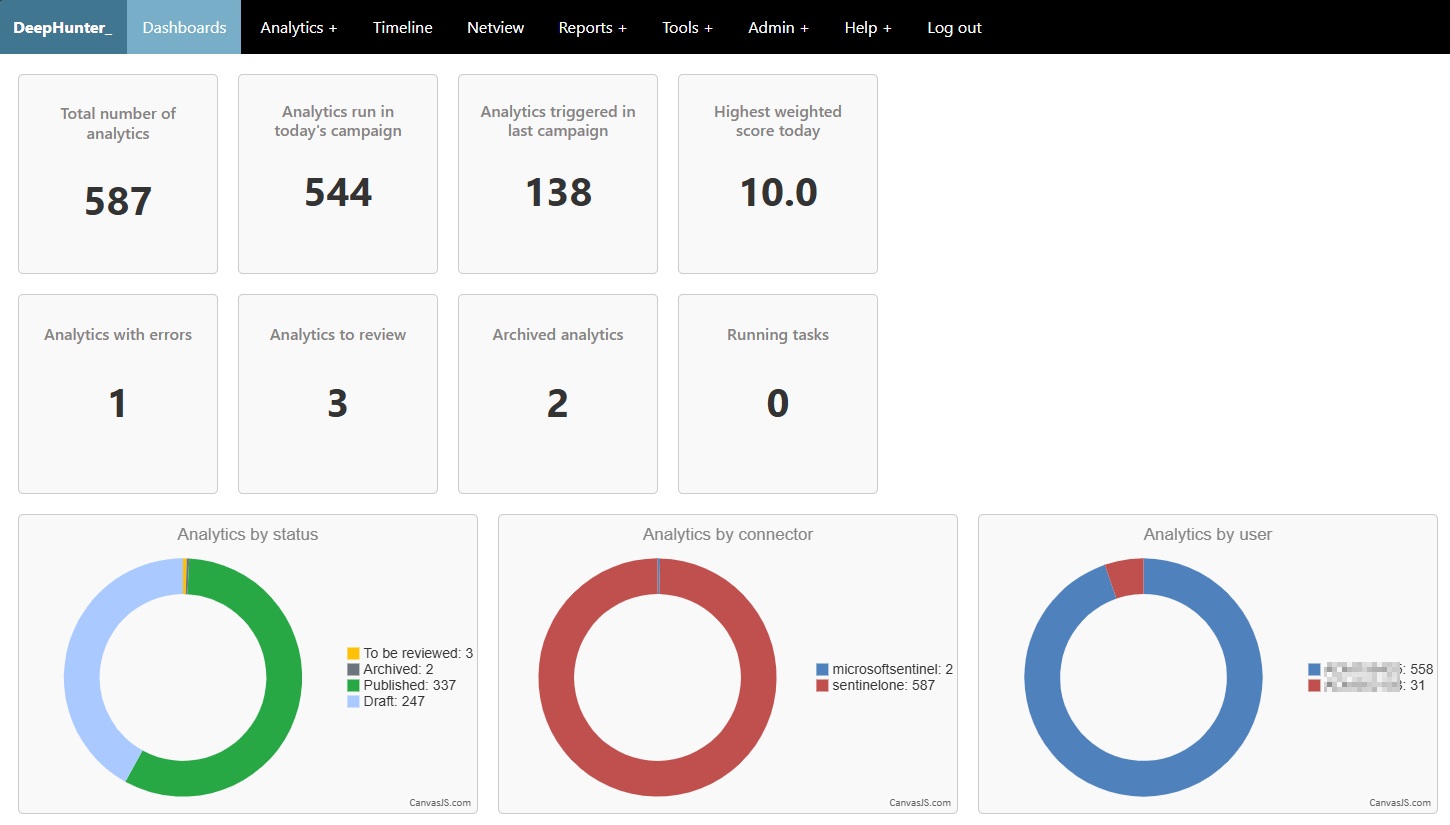 DeepHunter_ Dashboards Analytics + Timeline Netview Reports + Tools + Admin + Help + Log out
Total number of
analytics
587
Analytics run in
today's campaign
544
Analytics triggered in
last campaign
138
Highest weighted
score today
10.0
Analytics with errors
1
Analytics to review
3
Archived analytics
2
Running tasks
0
Analytics by status
To be reviewed: 3
Archived: 2
Published: 337
Draft: 247
CanvasJS.com
Analytics by connector
microsoftsentinel: 2
sentinelone: 587
CanvasJS.com
Analytics by user
: 558
: 31
CanvasJS.com